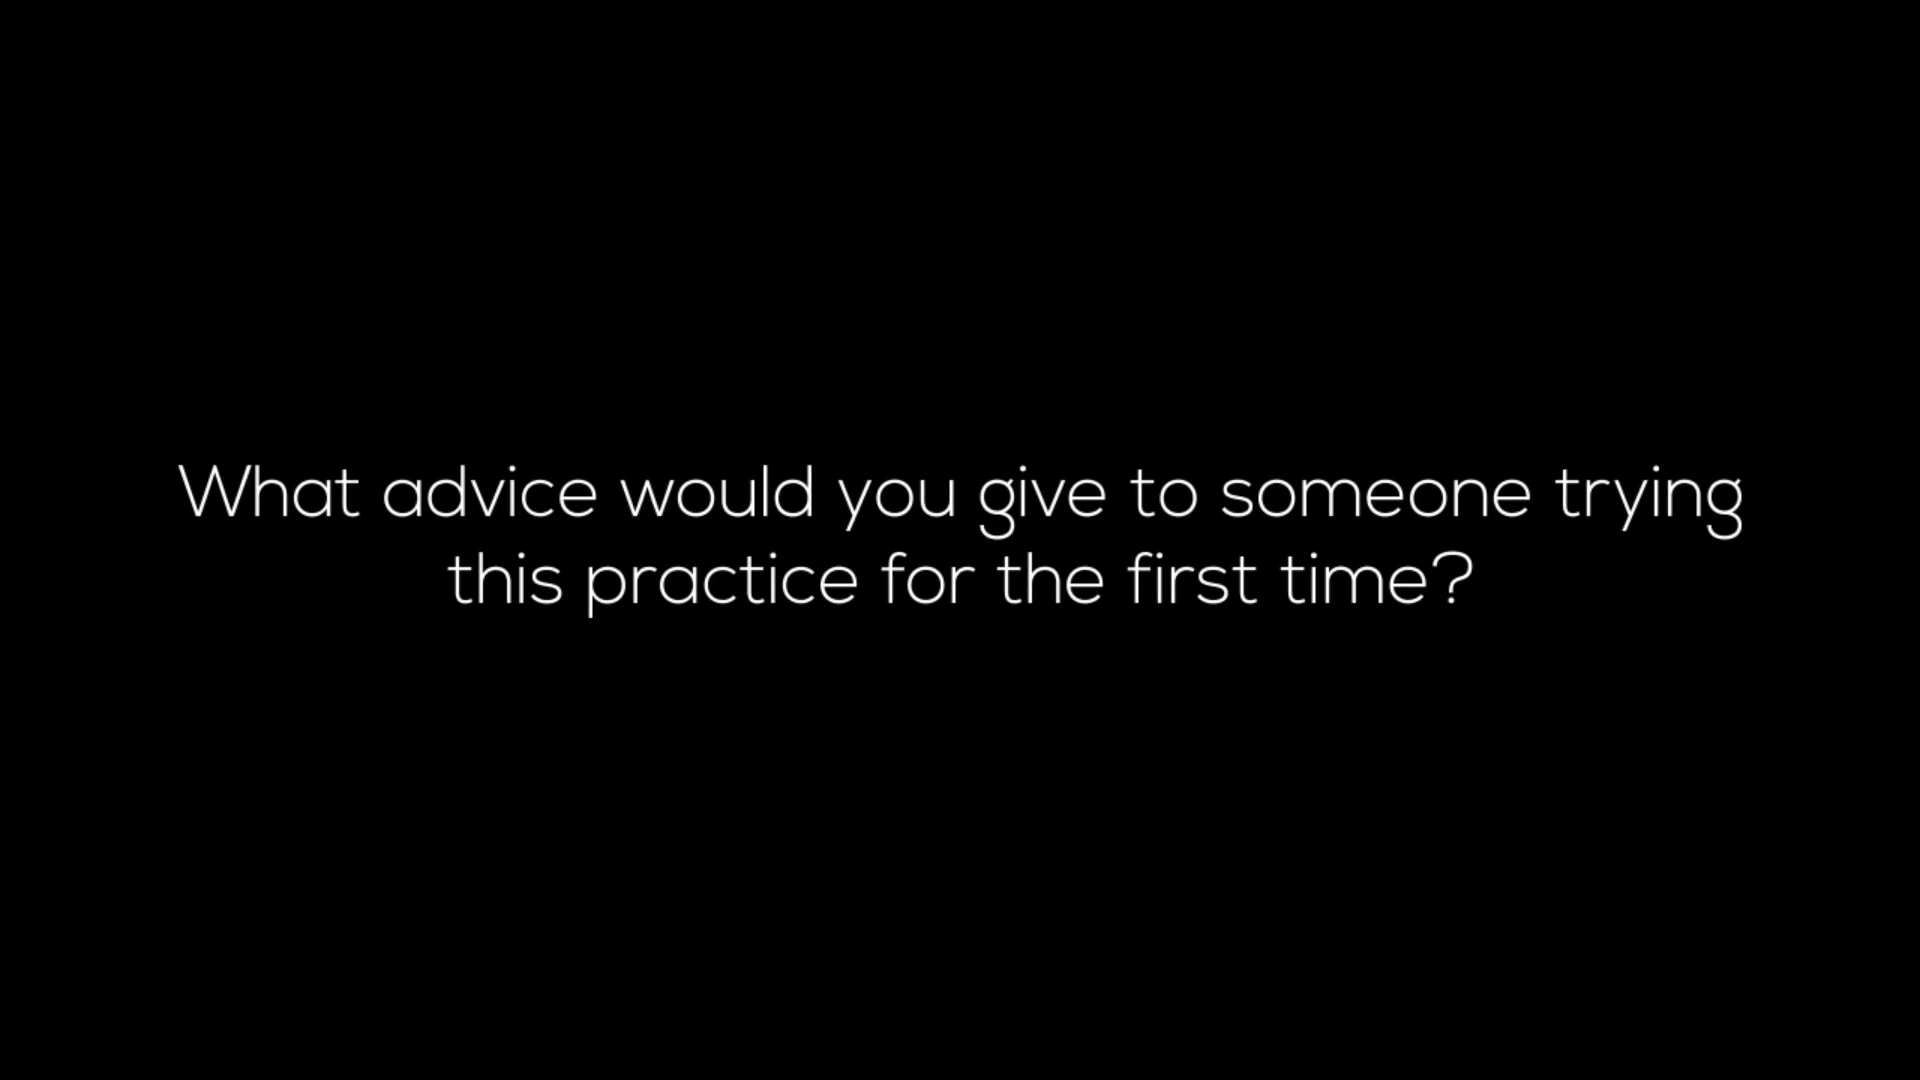 What advice would you give to someone trying
this practice for the first time?